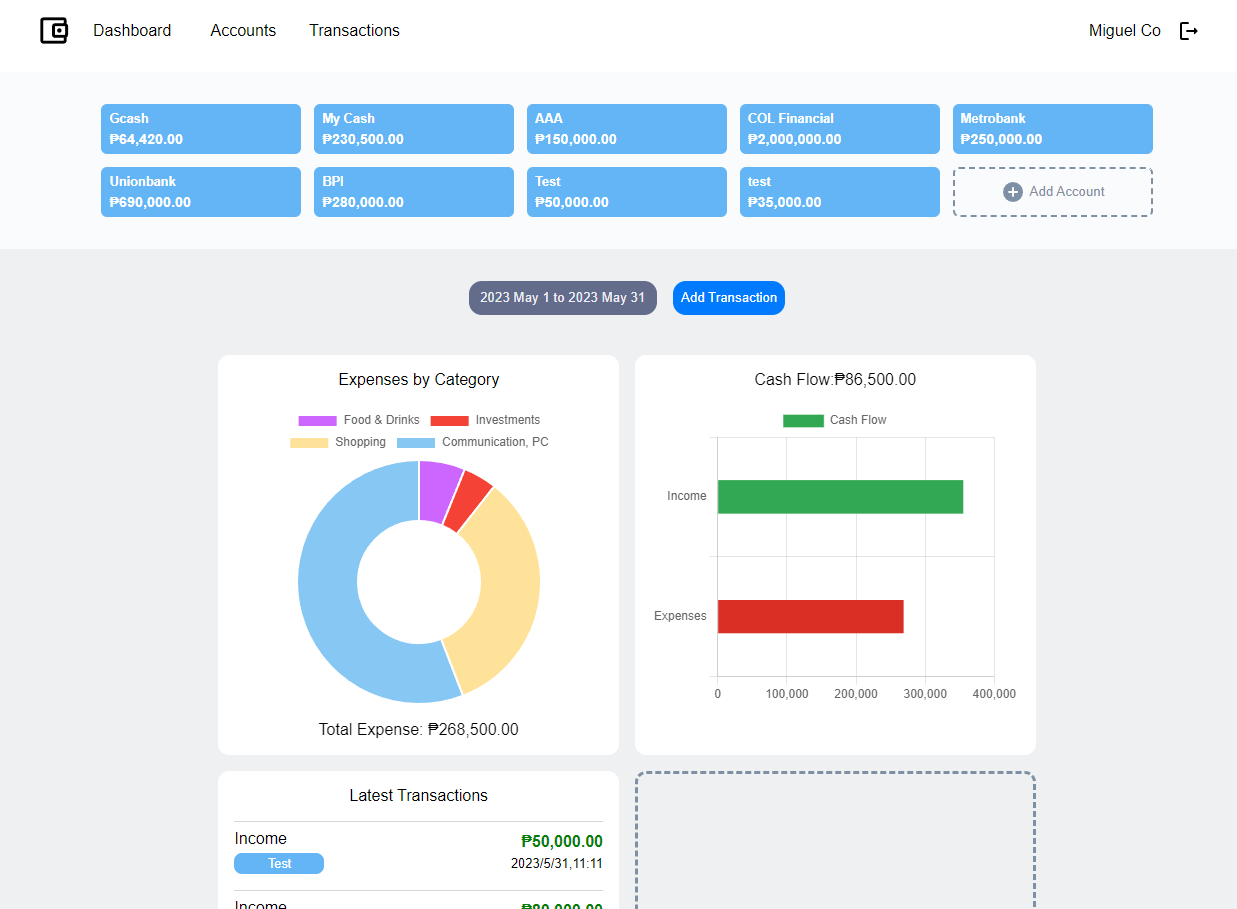 Dashboard Accounts Transactions Miguel Co
Gcash
₱64,420.00
My Cash
₱230,500.00
AAA
₱150,000.00
COL Financial
₱2,000,000.00
Metrobank
₱250,000.00
Unionbank
₱690,000.00
BPI
₱280,000.00
Test
₱50,000.00
test
₱35,000.00
Add Account
2023 May 1 to 2023 May 31
Add Transaction
Expenses by Category
Food & Drinks Investments
Shopping Communication, PC
Total Expense: ₱268,500.00
Cash Flow:₱86,500.00
Cash Flow
Income
Expenses
0 100,000 200,000 300,000 400,000
Latest Transactions
Income ₱50,000.00
Test 2023/5/31,11:11
Income ₱80,000.00